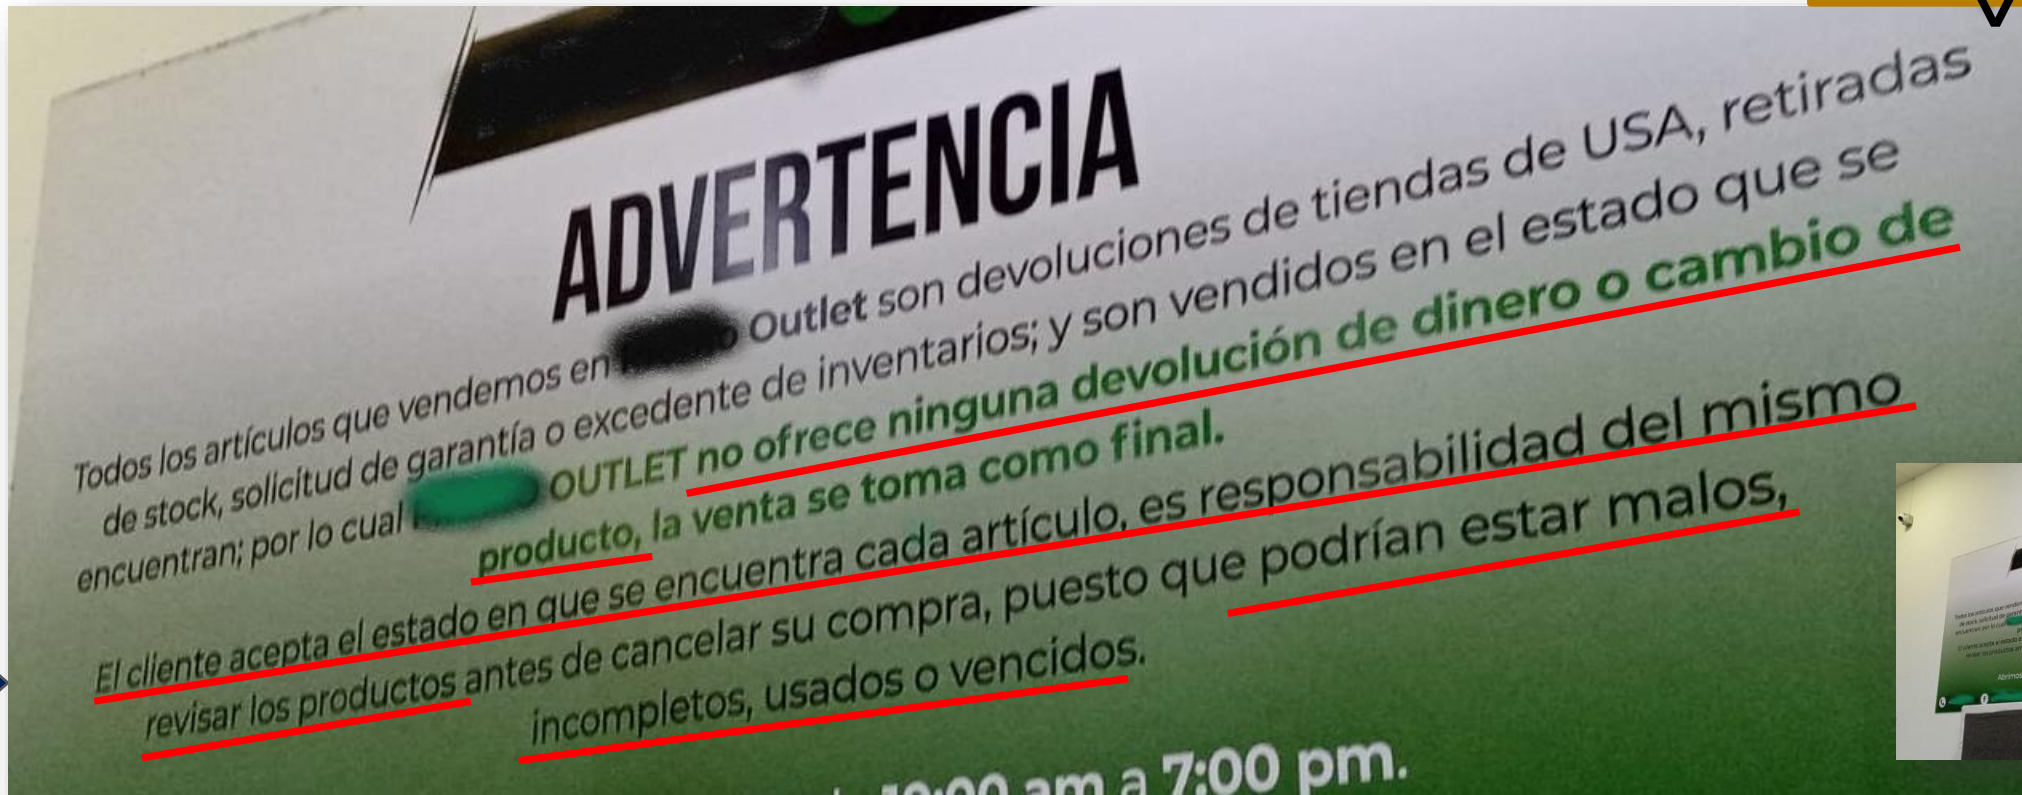 ADVERTENCIA
Todos los artículos que vendemos en Outlet son devoluciones de tiendas de USA, retiradas
de stock, solicitud de garantía o excedente de inventarios; y son vendidos en el estado que se
encuentran; por lo cual OUTLET no ofrece ninguna devolución de dinero o cambio de
producto, la venta se toma como final.
El cliente acepta el estado en que se encuentra cada artículo, es responsabilidad del mismo
revisar los productos antes de cancelar su compra, puesto que podrían estar malos,
incompletos, usados o vencidos.
10:00 am a 7:00 pm.